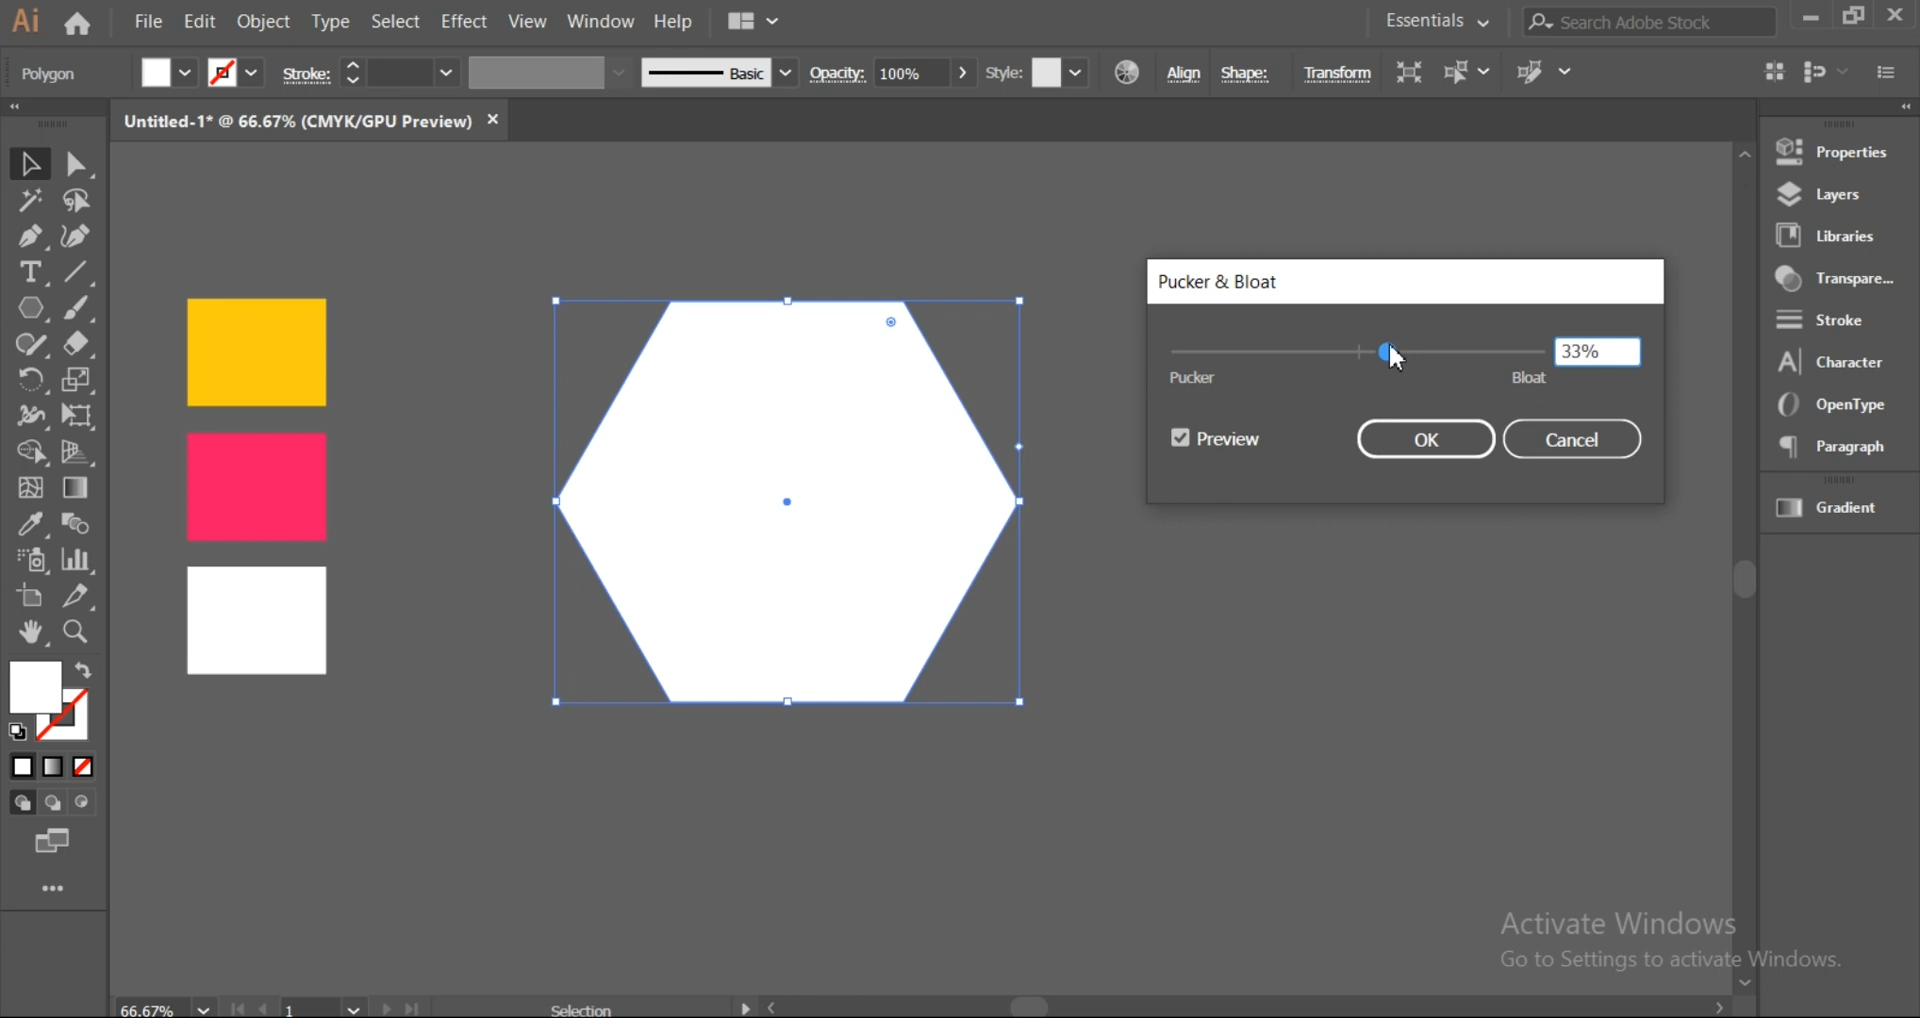 Ai File Edit Object Type Select Effect View Window Help Essentials Search Adobe Stock
Polygon Stroke: Basic Opacity: 100% Style: Align Shape: Transform
Untitled-1* @ 66.67% (CMYK/GPU Preview)
Properties
Layers
Libraries
Transpare...
Stroke
Character
OpenType
Paragraph
Gradient
Pucker & Bloat
33%
Pucker Bloat
Preview OK Cancel
Activate Windows
Go to Settings to activate Windows.
66.67% 1 Selection